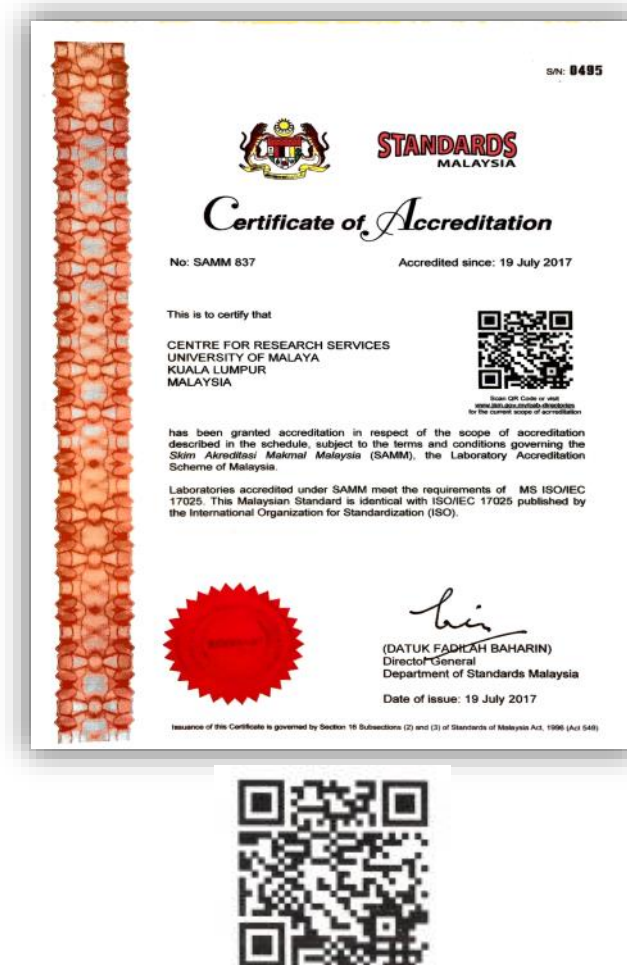 S/N: 0495
STANDARDS
MALAYSIA
Certificate of Accreditation
No: SAMM 837
Accredited since: 19 July 2017
This is to certify that
CENTRE FOR RESEARCH SERVICES
UNIVERSITY OF MALAYA
KUALA LUMPUR
MALAYSIA
Scan QR Code or visit
www.jsm.gov.my/cab-directories
for the current scope of accreditation
has been granted accreditation in respect of the scope of accreditation
described in the schedule, subject to the terms and conditions governing the
Skim Akreditasi Makmal Malaysia (SAMM), the Laboratory Accreditation
Scheme of Malaysia.
Laboratories accredited under SAMM meet the requirements of MS ISO/IEC
17025. This Malaysian Standard is identical with ISO/IEC 17025 published by
the International Organization for Standardization (ISO).
(DATUK FADILAH BAHARIN)
Director General
Department of Standards Malaysia
Date of issue: 19 July 2017
Issuance of this Certificate is governed by Section 16 Subsections (2) and (3) of Standards of Malaysia Act, 1996 (Act 549)